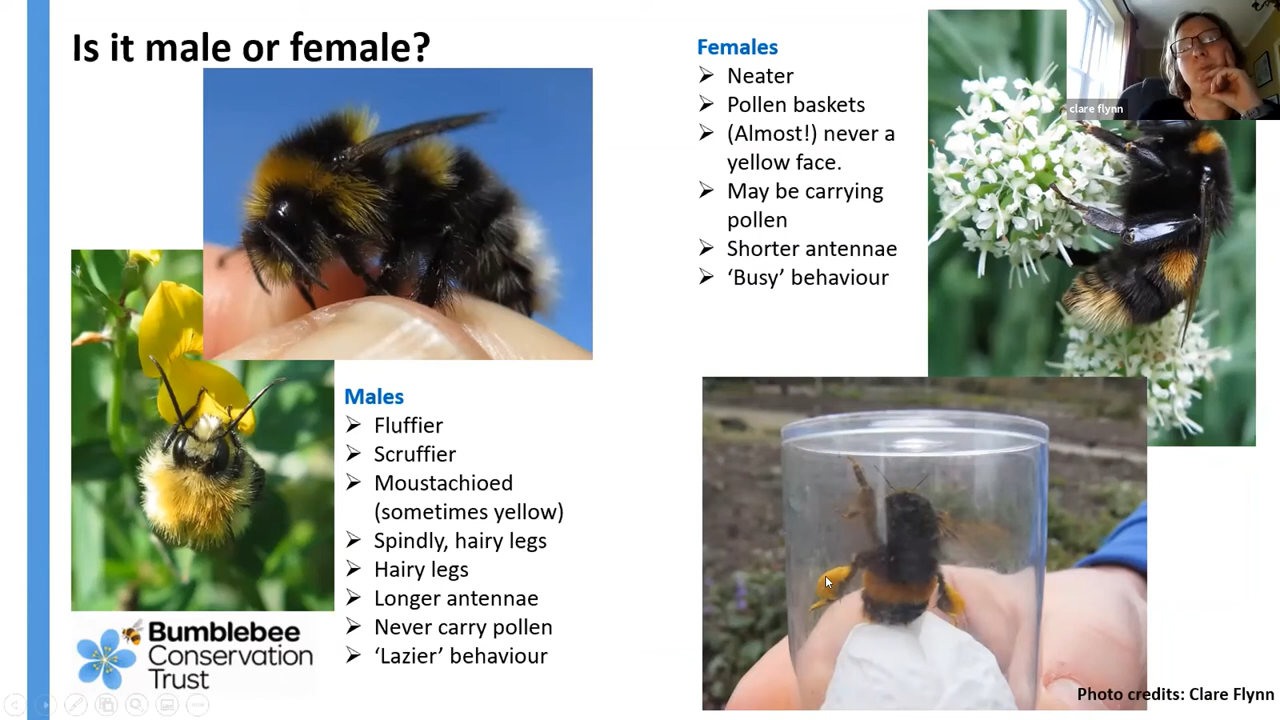 Is it male or female?
Females
Neater
Pollen baskets
(Almost!) never a
yellow face.
May be carrying
pollen
Shorter antennae
‘Busy’ behaviour
clare flynn
Males
Fluffier
Scruffier
Moustachioed
(sometimes yellow)
Spindly, hairy legs
Hairy legs
Longer antennae
Never carry pollen
‘Lazier’ behaviour
Bumblebee
Conservation
Trust
Photo credits: Clare Flynn